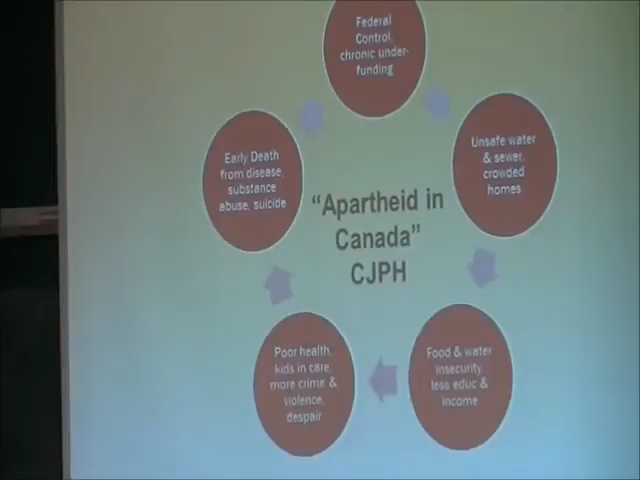 Federal
Control,
chronic under-
funding
Unsafe water
& sewer,
crowded
homes
Food & water
insecurity,
less educ &
income
Poor health,
kids in care,
more crime &
violence,
despair
Early Death
from disease,
substance
abuse, suicide
"Apartheid in
Canada"
CJPH